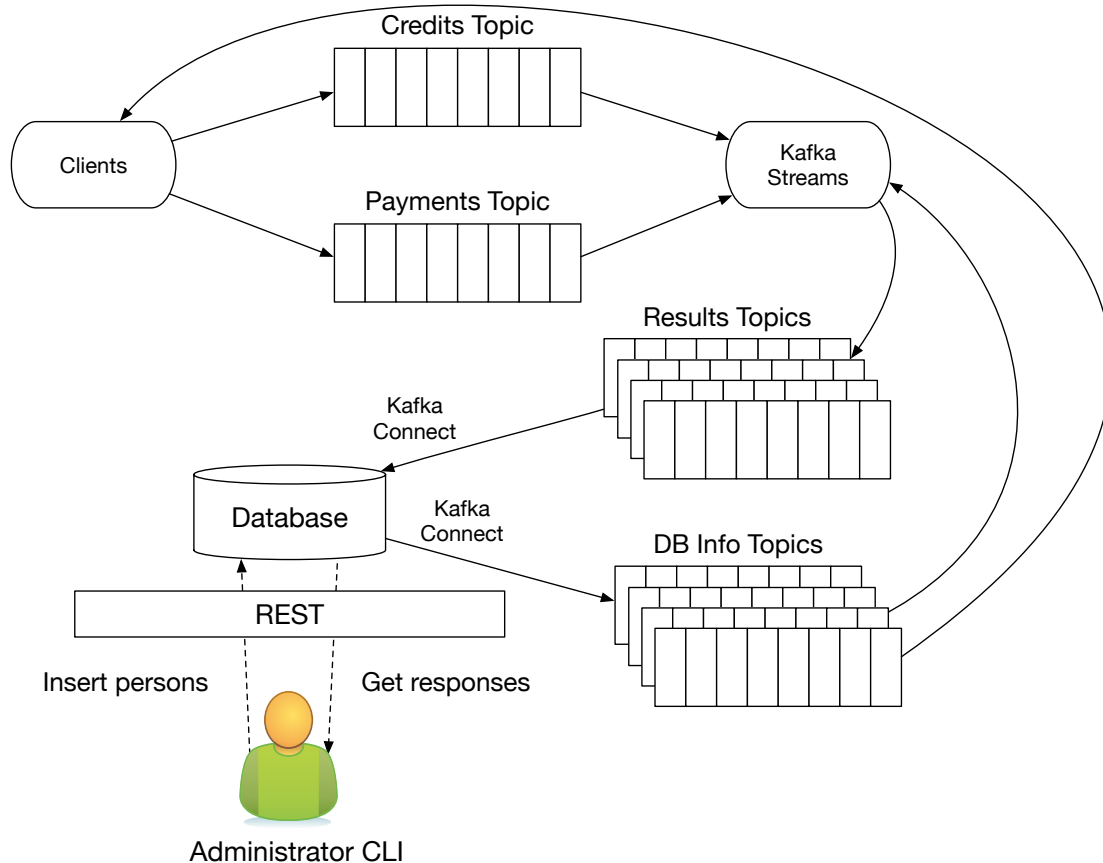 Credits Topic
Clients
Kafka
Streams
Payments Topic
Results Topics
Kafka
Connect
Database
Kafka
Connect
DB Info Topics
REST
Insert persons
Get responses
Administrator CLI